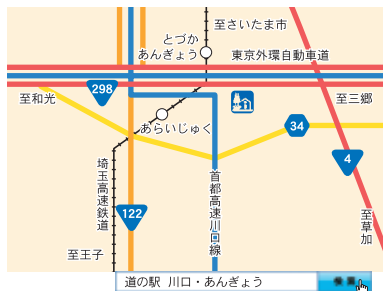 至さいたま市
とづか
あんぎょう
東京外環自動車道
298
至和光
至三郷
あらいじゅく
34
4
埼玉高速鉄道
首都高速川口線
122
至草加
至王子
道の駅 川口・あんぎょう
検索